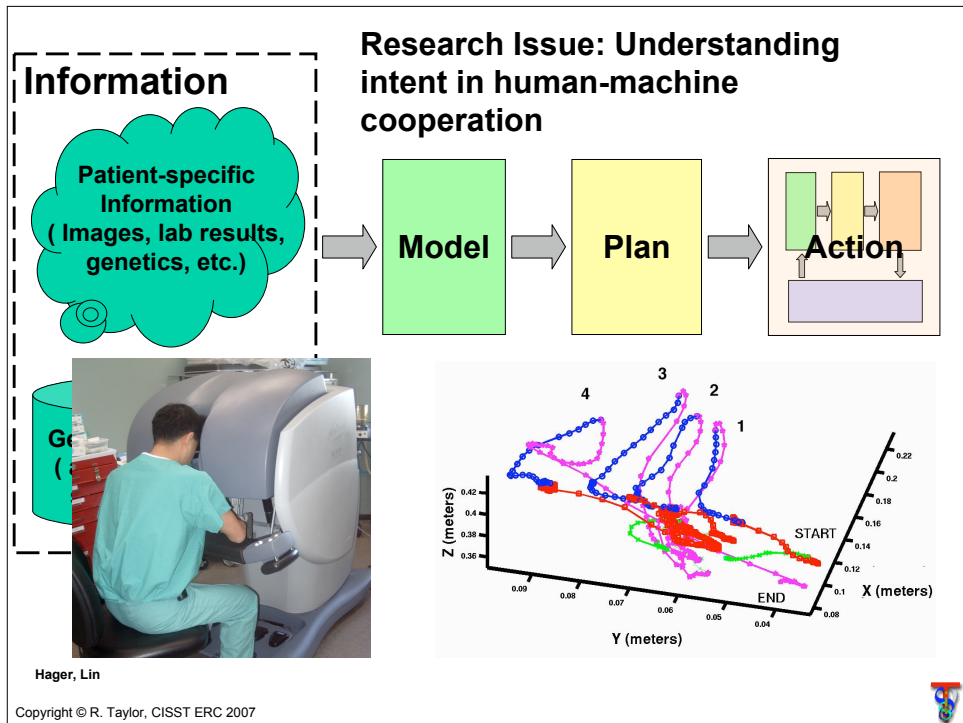 Research Issue: Understanding
intent in human-machine
cooperation
Information
Patient-specific
Information
( Images, lab results,
genetics, etc.)
Model
Plan
Action
Ge
(
4
3
2
1
Z (meters)
0.42
0.4
0.38
0.36
0.09
0.08
0.07
0.06
0.05
0.04
Y (meters)
0.22
0.2
0.18
0.16
0.14
0.12
0.1
0.08
X (meters)
START
END
Hager, Lin
Copyright © R. Taylor, CISST ERC 2007